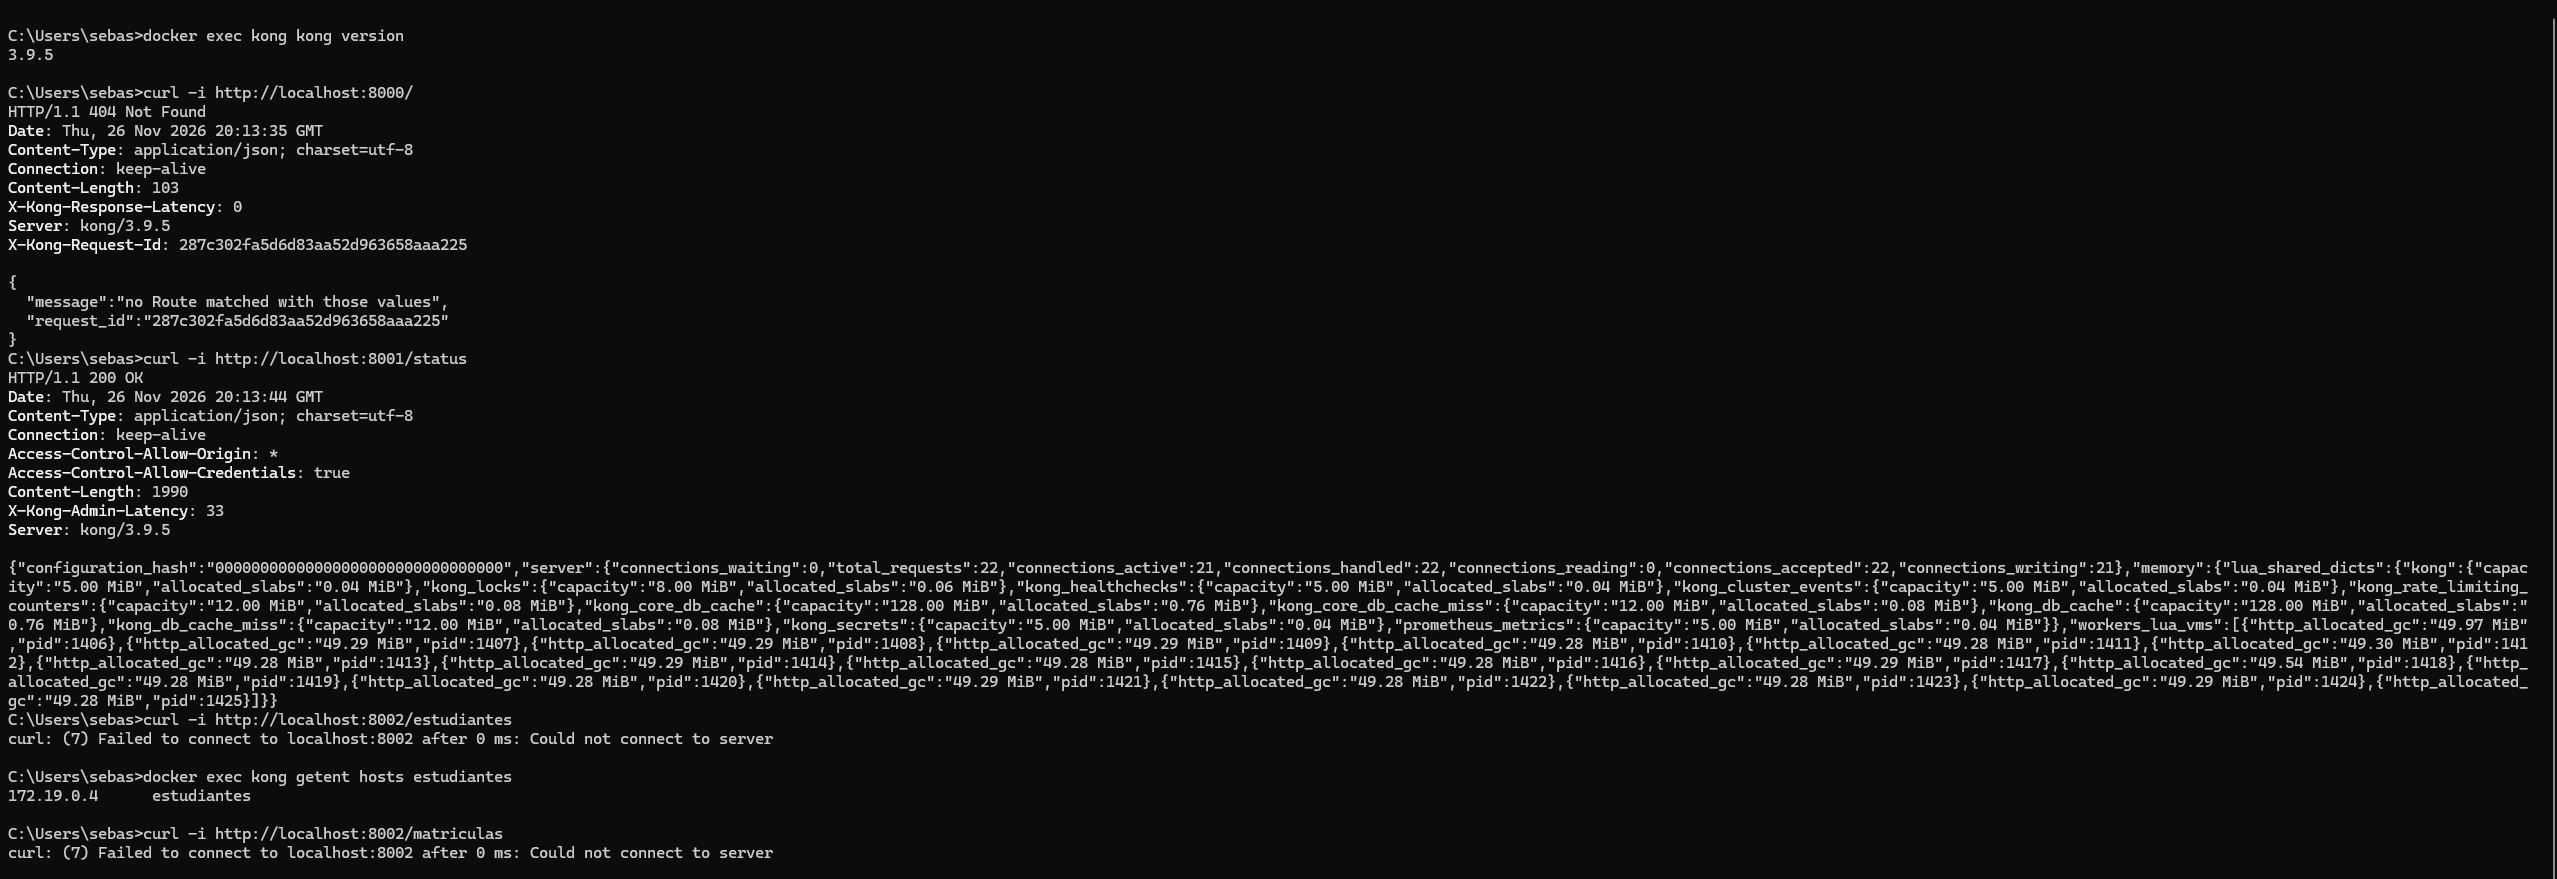 C:\Users\sebas>docker exec kong kong version
3.9.5
C:\Users\sebas>curl -i http://localhost:8000/
HTTP/1.1 404 Not Found
Date: Thu, 26 Nov 2026 20:13:35 GMT
Content-Type: application/json; charset=utf-8
Connection: keep-alive
Content-Length: 103
X-Kong-Response-Latency: 0
Server: kong/3.9.5
X-Kong-Request-Id: 287c302fa5d6d83aa52d963658aaa225
{
  "message":"no Route matched with those values",
  "request_id":"287c302fa5d6d83aa52d963658aaa225"
}
C:\Users\sebas>curl -i http://localhost:8001/status
HTTP/1.1 200 OK
Date: Thu, 26 Nov 2026 20:13:44 GMT
Content-Type: application/json; charset=utf-8
Connection: keep-alive
Access-Control-Allow-Origin: *
Access-Control-Allow-Credentials: true
Content-Length: 1990
X-Kong-Admin-Latency: 33
Server: kong/3.9.5
{"configuration_hash":"00000000000000000000000000000000","server":{"connections_waiting":0,"total_requests":22,"connections_active":21,"connections_handled":22,"connections_reading":0,"connections_accepted":22,"connections_writing":21},"memory":{"lua_shared_dicts":{"kong":{"capac
ity":"5.00 MiB","allocated_slabs":"0.04 MiB"},"kong_locks":{"capacity":"8.00 MiB","allocated_slabs":"0.06 MiB"},"kong_healthchecks":{"capacity":"5.00 MiB","allocated_slabs":"0.04 MiB"},"kong_cluster_events":{"capacity":"5.00 MiB","allocated_slabs":"0.04 MiB"},"kong_rate_limiting_
counters":{"capacity":"12.00 MiB","allocated_slabs":"0.08 MiB"},"kong_core_db_cache":{"capacity":"128.00 MiB","allocated_slabs":"0.76 MiB"},"kong_core_db_cache_miss":{"capacity":"12.00 MiB","allocated_slabs":"0.08 MiB"},"kong_db_cache":{"capacity":"128.00 MiB","allocated_slabs":"
0.76 MiB"},"kong_db_cache_miss":{"capacity":"12.00 MiB","allocated_slabs":"0.08 MiB"},"kong_secrets":{"capacity":"5.00 MiB","allocated_slabs":"0.04 MiB"},"prometheus_metrics":{"capacity":"5.00 MiB","allocated_slabs":"0.04 MiB"}},"workers_lua_vms":[{"http_allocated_gc":"49.97 MiB"
,"pid":1406},{"http_allocated_gc":"49.29 MiB","pid":1407},{"http_allocated_gc":"49.29 MiB","pid":1408},{"http_allocated_gc":"49.29 MiB","pid":1409},{"http_allocated_gc":"49.28 MiB","pid":1410},{"http_allocated_gc":"49.28 MiB","pid":1411},{"http_allocated_gc":"49.30 MiB","pid":141
2},{"http_allocated_gc":"49.28 MiB","pid":1413},{"http_allocated_gc":"49.29 MiB","pid":1414},{"http_allocated_gc":"49.28 MiB","pid":1415},{"http_allocated_gc":"49.28 MiB","pid":1416},{"http_allocated_gc":"49.29 MiB","pid":1417},{"http_allocated_gc":"49.54 MiB","pid":1418},{"http_
allocated_gc":"49.28 MiB","pid":1419},{"http_allocated_gc":"49.28 MiB","pid":1420},{"http_allocated_gc":"49.29 MiB","pid":1421},{"http_allocated_gc":"49.28 MiB","pid":1422},{"http_allocated_gc":"49.28 MiB","pid":1423},{"http_allocated_gc":"49.29 MiB","pid":1424},{"http_allocated_
gc":"49.28 MiB","pid":1425}]}}
C:\Users\sebas>curl -i http://localhost:8002/estudiantes
curl: (7) Failed to connect to localhost:8002 after 0 ms: Could not connect to server
C:\Users\sebas>docker exec kong getent hosts estudiantes
172.19.0.4      estudiantes
C:\Users\sebas>curl -i http://localhost:8002/matriculas
curl: (7) Failed to connect to localhost:8002 after 0 ms: Could not connect to server